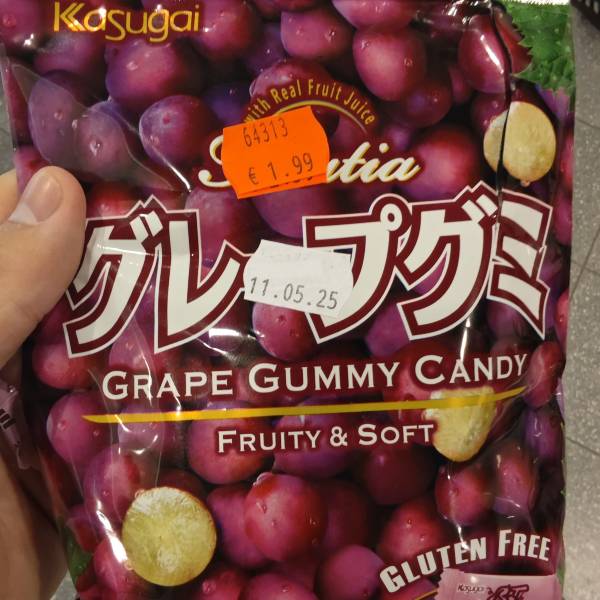 Kasugai
with Real Fruit Juice
64313
€ 1.99
グレープグミ
11.05.25
GRAPE GUMMY CANDY
FRUITY & SOFT
GLUTEN FREE
Kasugai